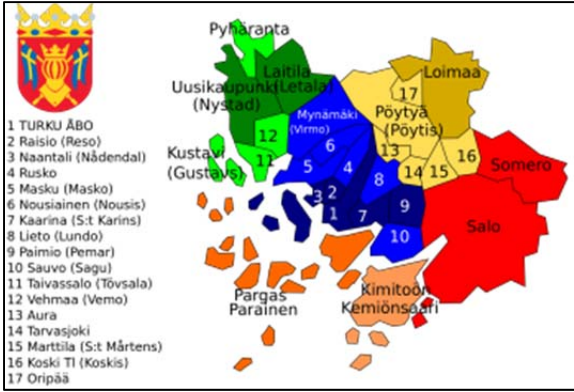 Pyhäranta
Laitila
(Letala)
Uusikaupunki
(Nystad)
Loimaa
17
Pöytyä
(Pöytis)
Mynämäki
(Virmo)
12
6
13
Kustavi
(Gustavs)
11
5
4
8
14
15
16
Somero
3
2
1
7
9
10
Salo
Pargas
Parainen
Kimitoön
Kemiönsaari
1 TURKU ÅBO
2 Raisio (Reso)
3 Naantali (Nådendal)
4 Rusko
5 Masku (Masko)
6 Nousiainen (Nousis)
7 Kaarina (S:t Karins)
8 Lieto (Lundo)
9 Paimio (Pemar)
10 Sauvo (Sagu)
11 Taivassalo (Tövsala)
12 Vehmaa (Vemo)
13 Aura
14 Tarvasjoki
15 Marttila (S:t Mårtens)
16 Koski Tl (Koskis)
17 Oripää